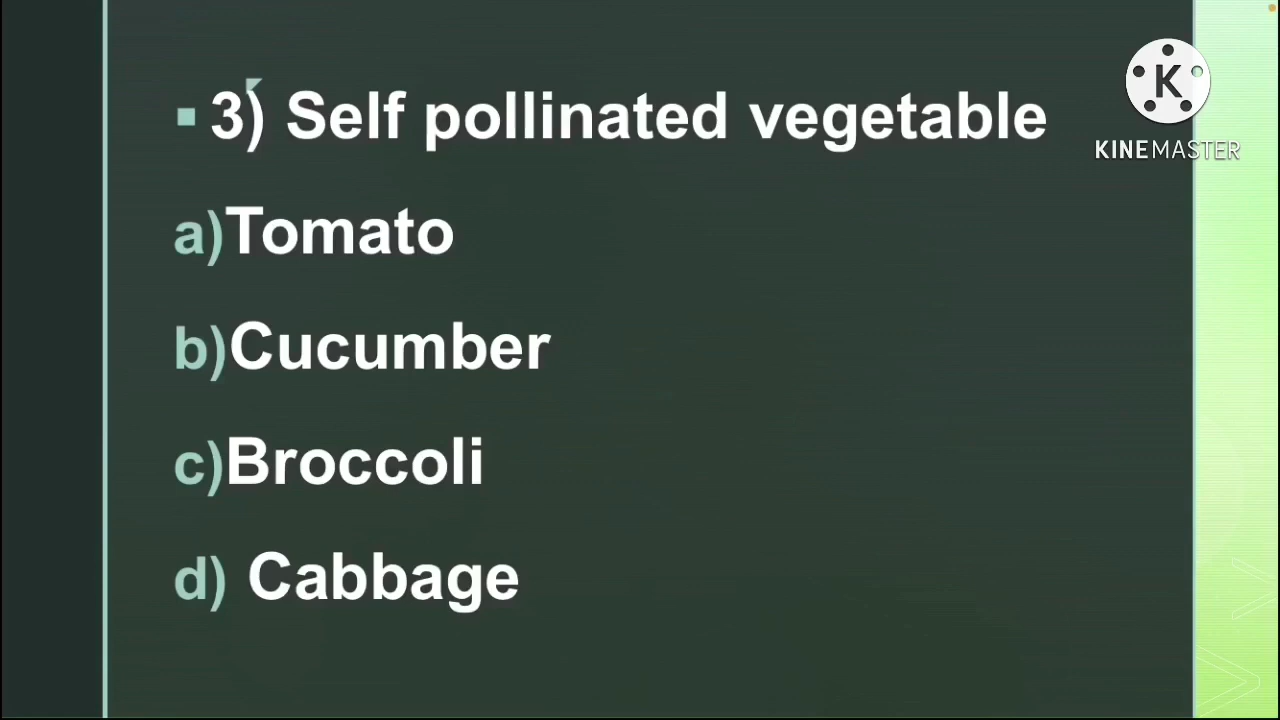 3) Self pollinated vegetable
K
KINEMASTER
a)Tomato
b)Cucumber
c)Broccoli
d) Cabbage